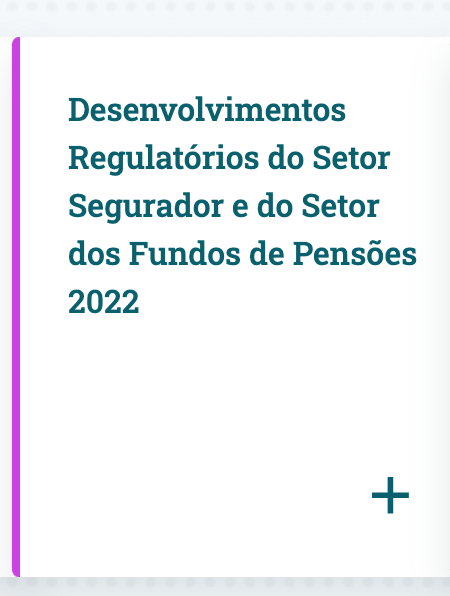 Desenvolvimentos
Regulatórios do Setor
Segurador e do Setor
dos Fundos de Pensões
2022